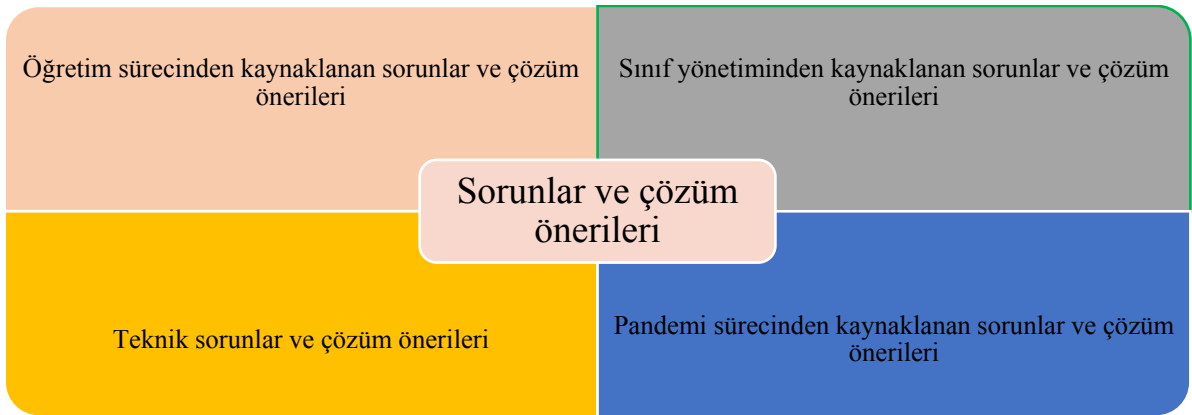 Öğretim sürecinden kaynaklanan sorunlar ve çözüm
önerileri
Sınıf yönetiminden kaynaklanan sorunlar ve çözüm
önerileri
Sorunlar ve çözüm
önerileri
Teknik sorunlar ve çözüm önerileri
Pandemi sürecinden kaynaklanan sorunlar ve çözüm
önerileri